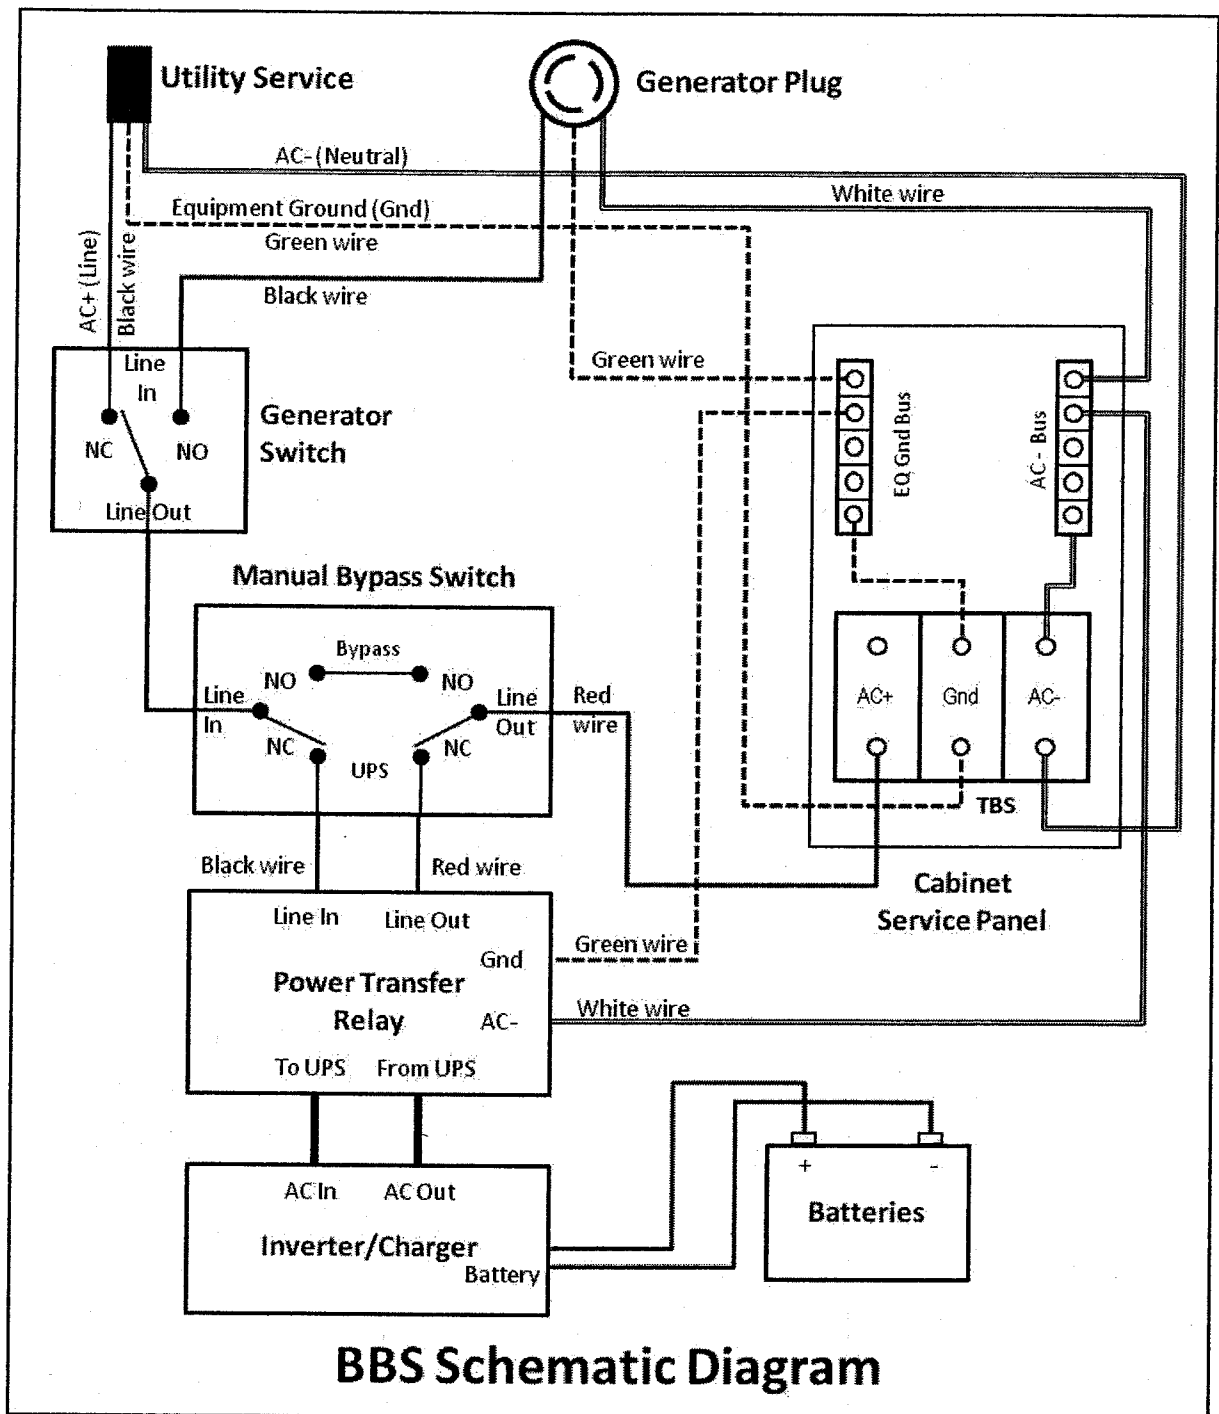 Utility Service
Generator Plug
AC- (Neutral)
White wire
Equipment Ground (Gnd)
Green wire
AC+ (Line)
Black wire
Black wire
Line
In
NC
NO
Line Out
Generator
Switch
Green wire
EQ Gnd Bus
AC - Bus
Manual Bypass Switch
Bypass
NO
NO
Line
In
Line
Out
NC
NC
UPS
Red
wire
AC+
Gnd
AC-
TBS
Cabinet
Service Panel
Black wire
Red wire
Line In
Line Out
Gnd
Green wire
Power Transfer
Relay
AC-
White wire
To UPS
From UPS
AC In
AC Out
Inverter/Charger
Battery
+
-
Batteries
BBS Schematic Diagram